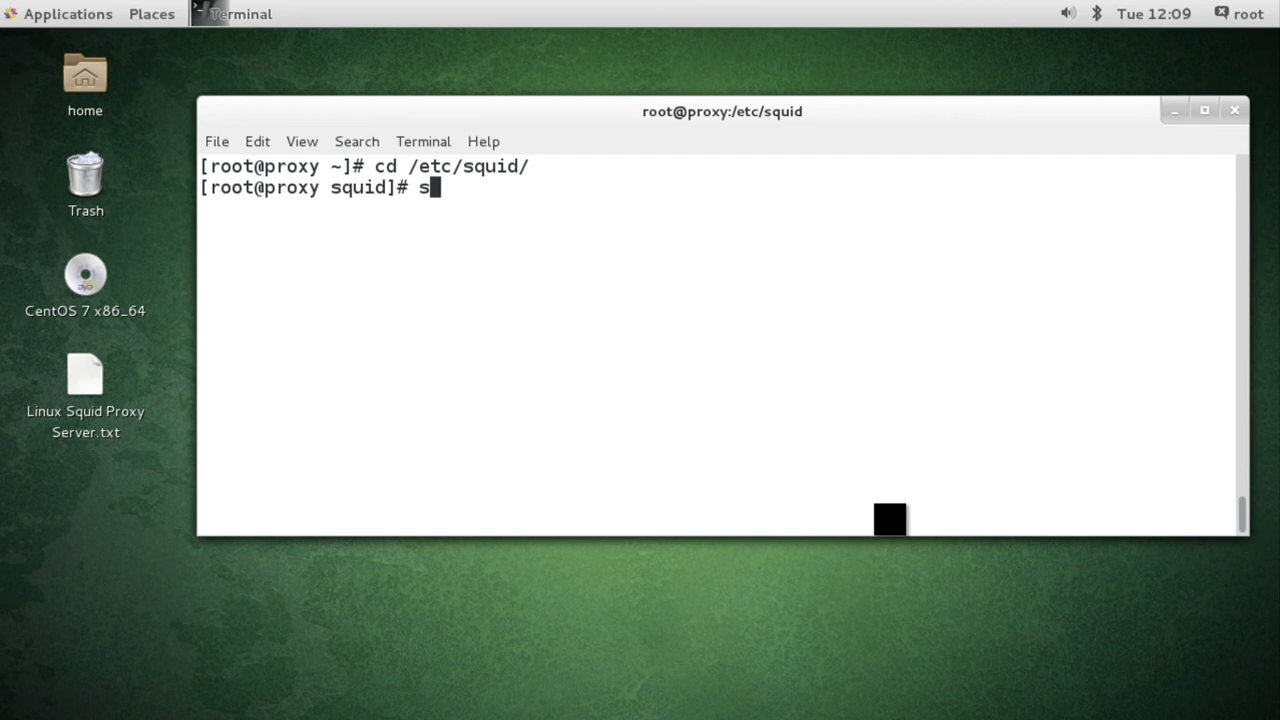 Applications Places Terminal Tue 12:09 root
home
Trash
CentOS 7 x86_64
Linux Squid Proxy
Server.txt
root@proxy:/etc/squid
File Edit View Search Terminal Help
[root@proxy ~]# cd /etc/squid/
[root@proxy squid]# s